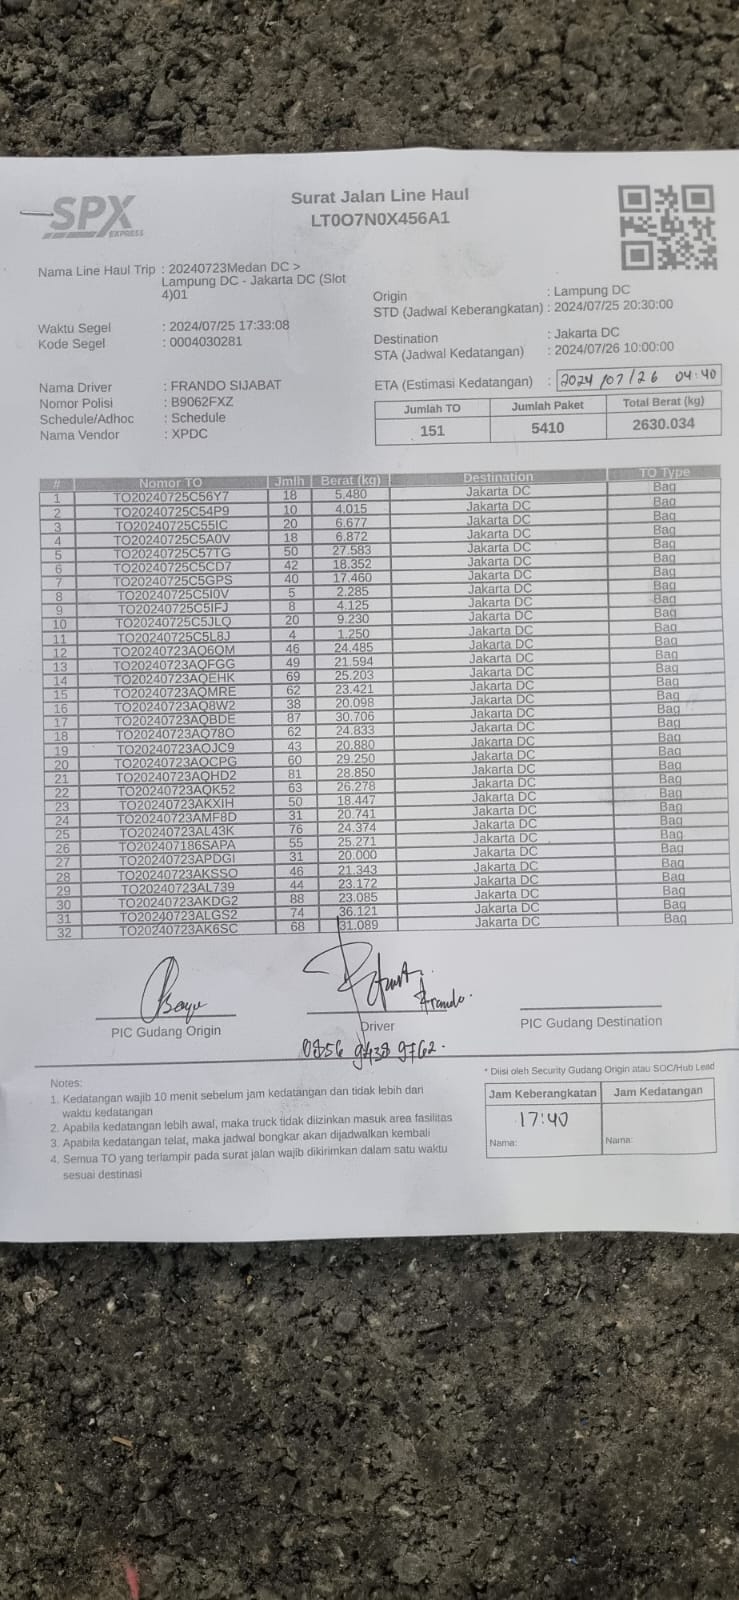 SPX
EXPRESS
Surat Jalan Line Haul
LT0O7N0X456A1
Nama Line Haul Trip : 20240723Medan DC >
Lampung DC - Jakarta DC (Slot
4)01
Waktu Segel : 2024/07/25 17:33:08
Kode Segel : 0004030281
Nama Driver : FRANDO SIJABAT
Nomor Polisi : B9062FXZ
Schedule/Adhoc : Schedule
Nama Vendor : XPDC
Origin : Lampung DC
STD (Jadwal Keberangkatan) : 2024/07/25 20:30:00
Destination : Jakarta DC
STA (Jadwal Kedatangan) : 2024/07/26 10:00:00
ETA (Estimasi Kedatangan) : 2024/07/26 04:40
Jumlah TO Jumlah Paket Total Berat (kg)
151 5410 2630.034
# Nomor TO Jmlh Berat (kg) Destination TO Type
1 TO20240725C56Y7 18 5.480 Jakarta DC Bag
2 TO20240725C54P9 10 4.015 Jakarta DC Bag
3 TO20240725C55IC 20 6.677 Jakarta DC Bag
4 TO20240725C5A0V 18 6.872 Jakarta DC Bag
5 TO20240725C57TG 50 27.583 Jakarta DC Bag
6 TO20240725C5CD7 42 18.352 Jakarta DC Bag
7 TO20240725C5GPS 40 17.460 Jakarta DC Bag
8 TO20240725C5I0V 5 2.285 Jakarta DC Bag
9 TO20240725C5IFJ 8 4.125 Jakarta DC Bag
10 TO20240725C5JLQ 20 9.230 Jakarta DC Bag
11 TO20240725C5L8J 4 1.250 Jakarta DC Bag
12 TO20240723AQ6QM 46 24.485 Jakarta DC Bag
13 TO20240723AQFGG 49 21.594 Jakarta DC Bag
14 TO20240723AQEHK 69 25.203 Jakarta DC Bag
15 TO20240723AQMRE 62 23.421 Jakarta DC Bag
16 TO20240723AQ8W2 38 20.098 Jakarta DC Bag
17 TO20240723AQBDE 87 30.706 Jakarta DC Bag
18 TO20240723AQ78O 62 24.833 Jakarta DC Bag
19 TO20240723AOJC9 43 20.880 Jakarta DC Bag
20 TO20240723AOCPG 60 29.250 Jakarta DC Bag
21 TO20240723AQHD2 81 28.850 Jakarta DC Bag
22 TO20240723AQK52 63 26.278 Jakarta DC Bag
23 TO20240723AKXIH 50 18.447 Jakarta DC Bag
24 TO20240723AMF8D 31 20.741 Jakarta DC Bag
25 TO20240723AL43K 76 24.374 Jakarta DC Bag
26 TO202407186SAPA 55 25.271 Jakarta DC Bag
27 TO20240723APDGI 31 20.000 Jakarta DC Bag
28 TO20240723AKSSO 46 21.343 Jakarta DC Bag
29 TO20240723AL739 44 23.172 Jakarta DC Bag
30 TO20240723AKDG2 88 23.085 Jakarta DC Bag
31 TO20240723ALGS2 74 36.121 Jakarta DC Bag
32 TO20240723AK6SC 68 31.089 Jakarta DC Bag
Frando
PIC Gudang Origin Driver PIC Gudang Destination
0856 9438 9762
* Diisi oleh Security Gudang Origin atau SOC/Hub Lead
Jam Keberangkatan Jam Kedatangan
17:40
Nama: Nama:
Notes:
1. Kedatangan wajib 10 menit sebelum jam kedatangan dan tidak lebih dari
waktu kedatangan
2. Apabila kedatangan lebih awal, maka truck tidak diizinkan masuk area fasilitas
3. Apabila kedatangan telat, maka jadwal bongkar akan dijadwalkan kembali
4. Semua TO yang terlampir pada surat jalan wajib dikirimkan dalam satu waktu
sesuai destinasi